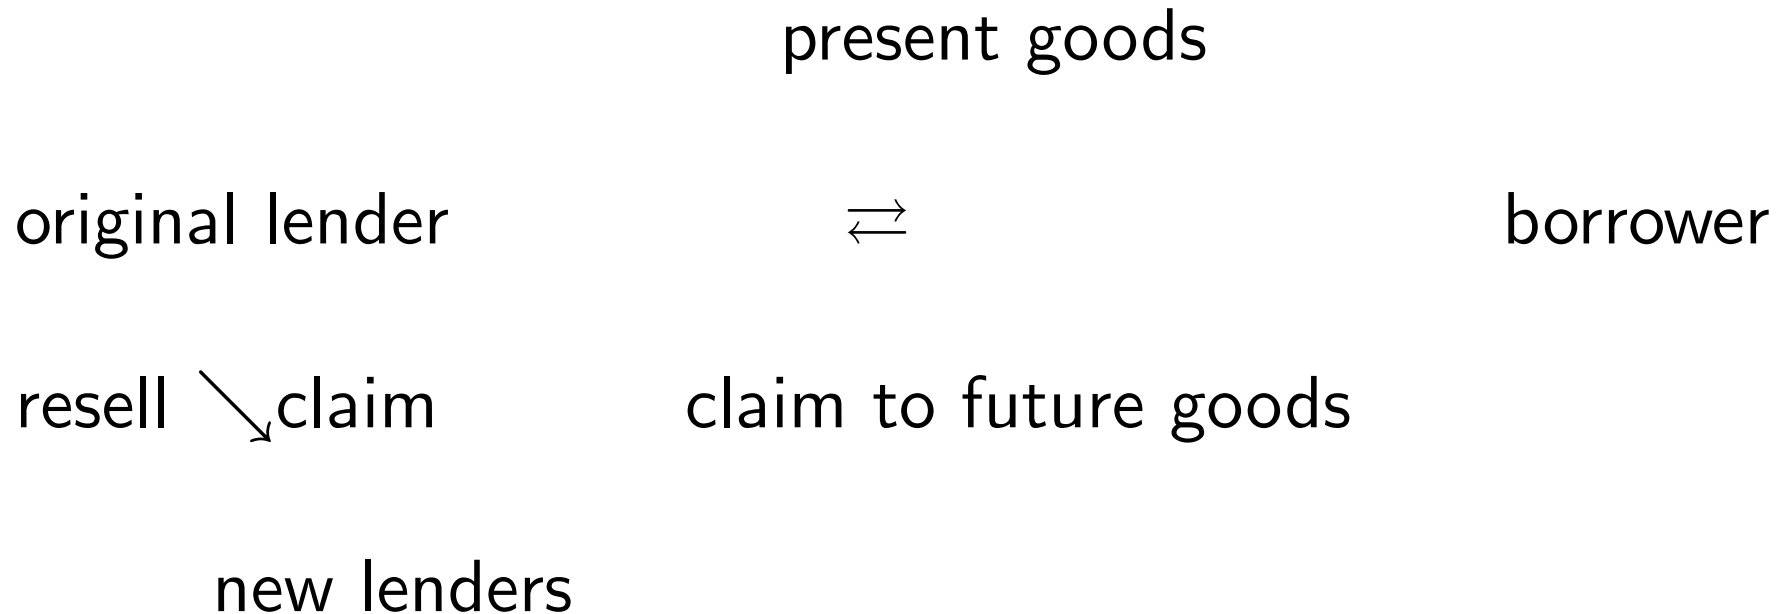 present goods
original lender ⇄ borrower
resell ↘ claim claim to future goods
new lenders